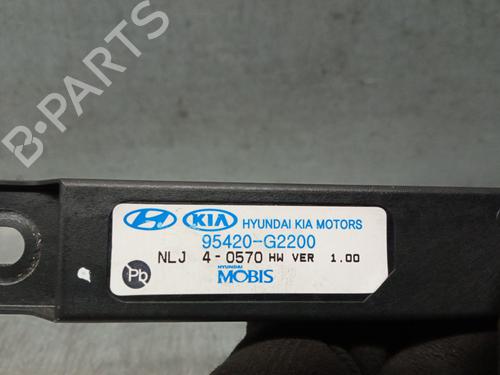 B-PARTS
KIA HYUNDAI KIA MOTORS
95420-G2200
NLJ 4-0570 HW VER 1.00
Pb HYUNDAI
MOBIS